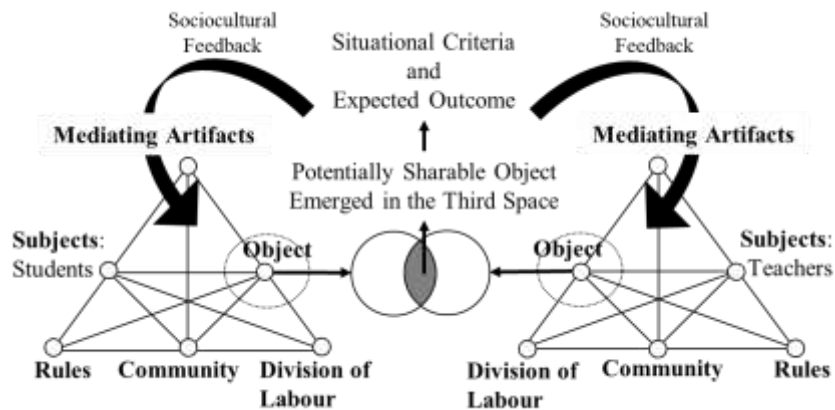 Sociocultural
Feedback
Situational Criteria
and
Expected Outcome
Sociocultural
Feedback
Mediating Artifacts
Mediating Artifacts
Potentially Sharable Object
Emerged in the Third Space
Subjects:
Students
Object
Object
Subjects:
Teachers
Rules
Community
Division of
Labour
Division of
Labour
Community
Rules